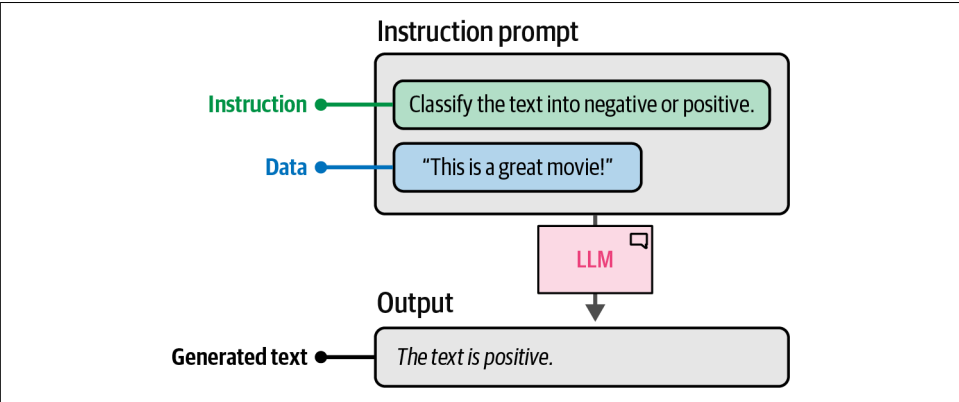 Instruction prompt
Instruction
Classify the text into negative or positive.
Data
“This is a great movie!”
LLM
Output
Generated text
The text is positive.